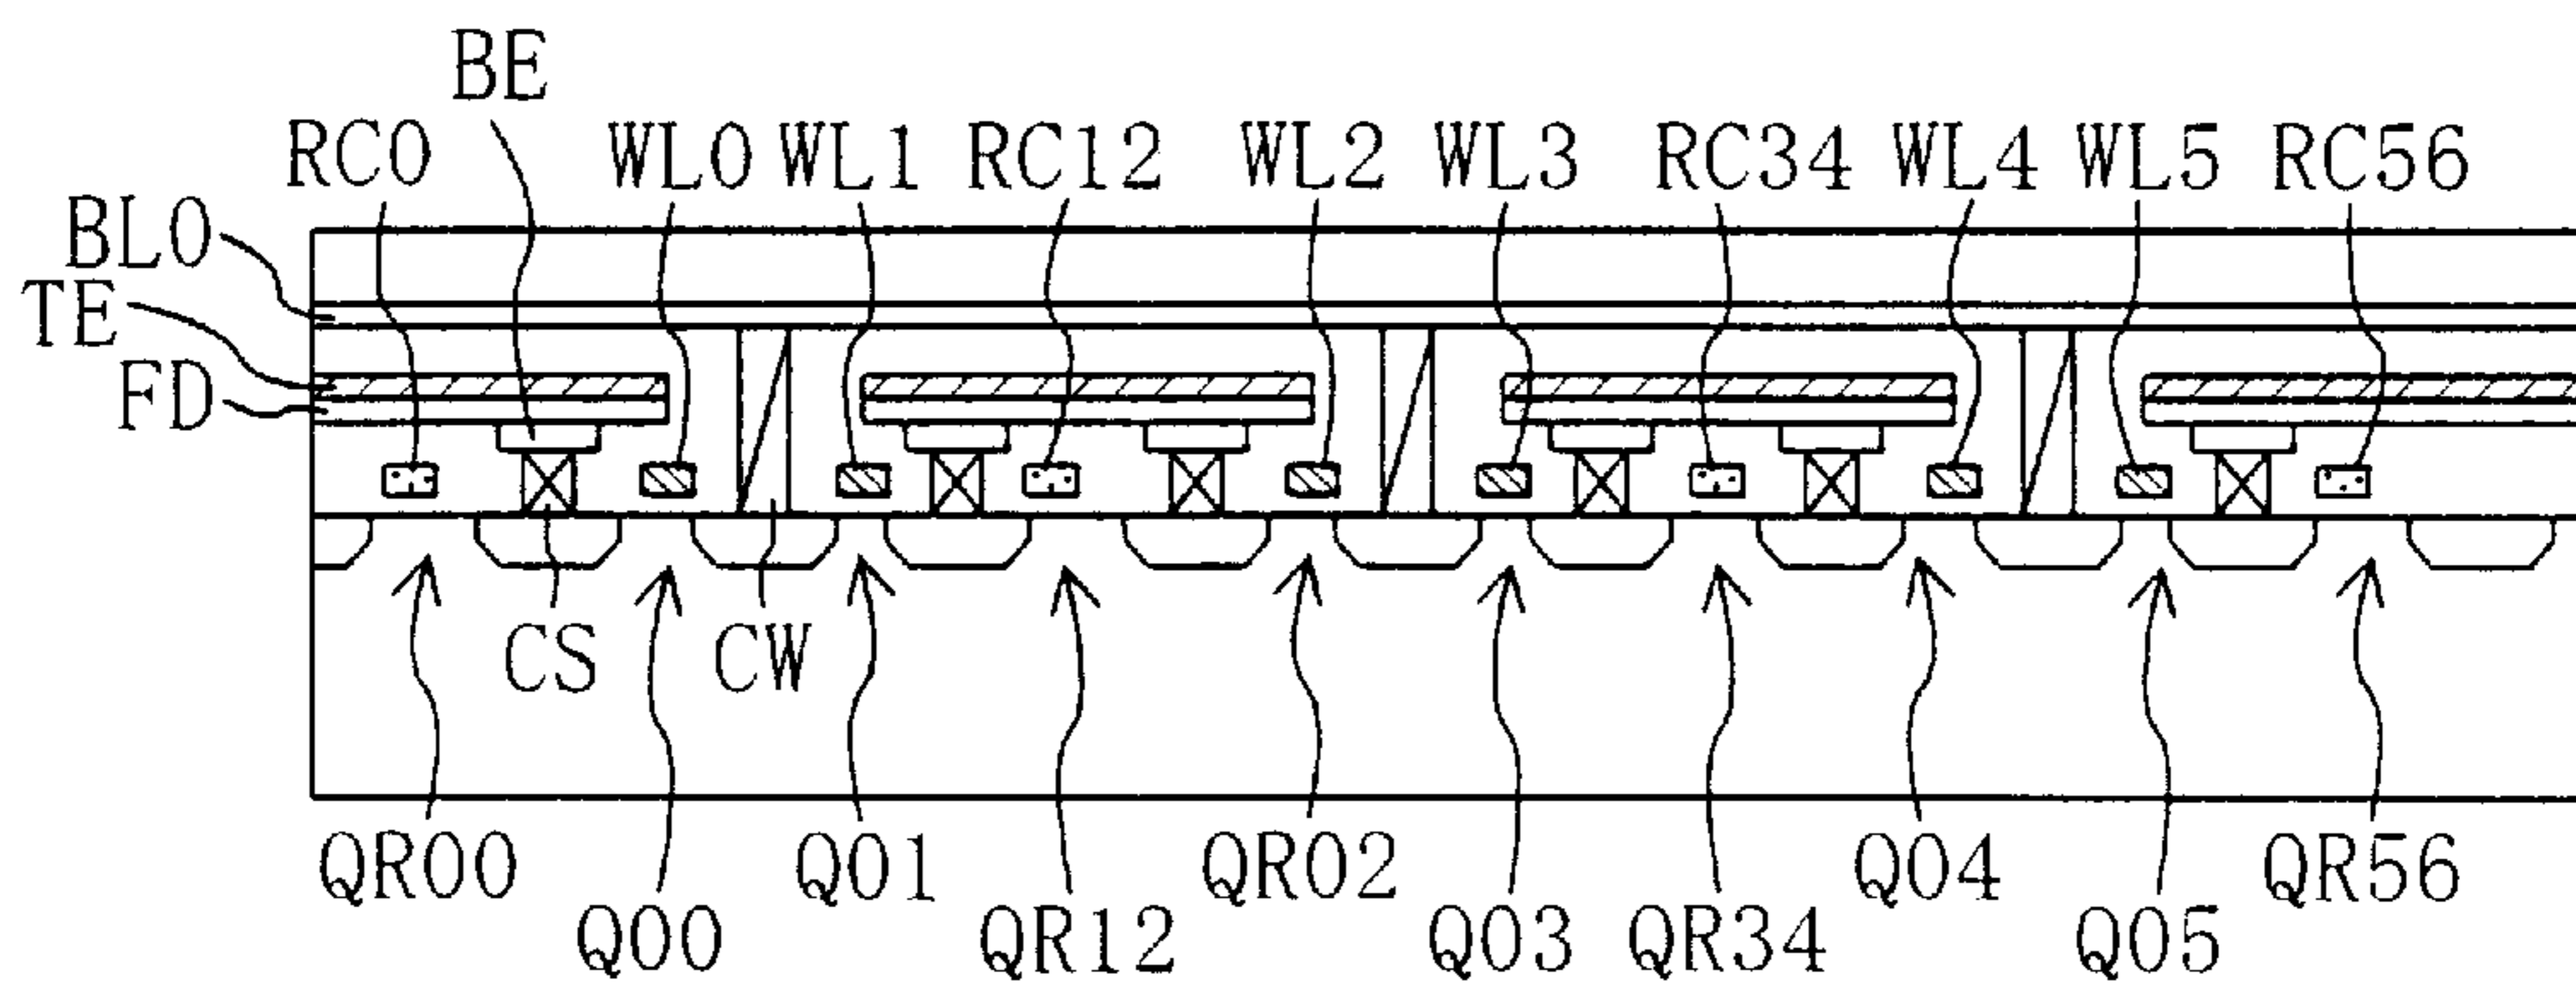 BE
RC0 WL0 WL1 RC12 WL2 WL3 RC34 WL4 WL5 RC56
BL0
TE
FD
CS CW
QR00 Q01 QR02 Q04 QR56
Q00 QR12 Q03 QR34 Q05